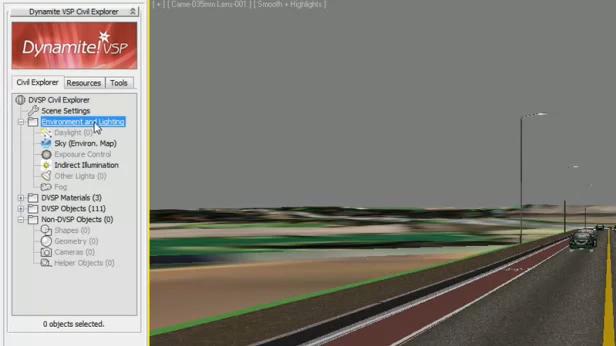 Dynamite VSP Civil Explorer
Dynamite! VSP
Civil Explorer Resources Tools
DVSP Civil Explorer
Scene Settings
Environment and Lighting
Daylight (0)
Sky (Environ. Map)
Exposure Control
Indirect Illumination
Other Lights (0)
Fog
DVSP Materials (3)
DVSP Objects (111)
Non-DVSP Objects (0)
Shapes (0)
Geometry (0)
Cameras (0)
Helper Objects (0)
0 objects selected.
[ + ] [ Came-035mm Lens-001 ] [ Smooth + Highlights ]